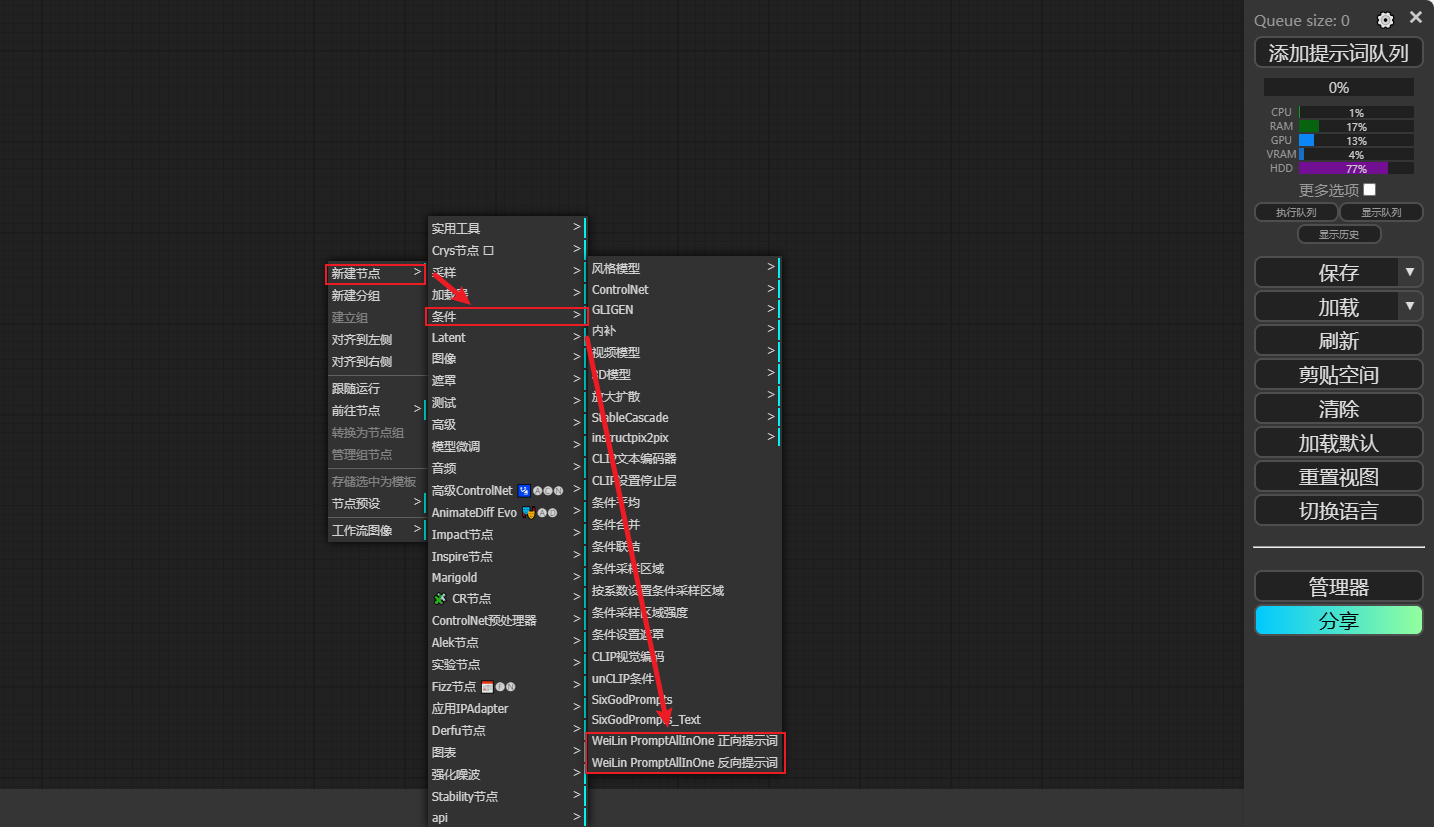 Queue size: 0
添加提示词队列
0%
CPU 1%
RAM 17%
GPU 13%
VRAM 4%
HDD 77%
更多选项
执行队列 显示队列
显示历史
保存 ▼
加载 ▼
刷新
剪贴空间
清除
加载默认
重置视图
切换语言
管理器
分享
新建节点 >
新建分组
建立组
对齐到左侧
对齐到右侧
跟随运行
前往节点 >
转换为节点组
管理组节点
存储选中为模板
节点预设 >
工作流图像 >
实用工具 >
Crys节点 >
采样 >
加载器 >
条件 >
Latent >
图像 >
遮罩 >
测试 >
高级 >
模型微调 >
音频 >
高级ControlNet 🅐🅒🅝 >
AnimateDiff Evo 🅐🅓 >
Impact节点 >
Inspire节点 >
Marigold >
CR节点 >
ControlNet预处理器 >
Alek节点 >
实验节点 >
Fizz节点 🅕🅝 >
应用IPAdapter >
Derfu节点 >
图表 >
强化噪波 >
Stability节点 >
api >
风格模型 >
ControlNet >
GLIGEN >
内补 >
视频模型 >
3D模型 >
放大扩散 >
StableCascade >
instructpix2pix >
CLIP文本编码器
CLIP设置停止层
条件平均
条件合并
条件联结
条件采样区域
按系数设置条件采样区域
条件采样区域强度
条件设置遮罩
CLIP视觉编码
unCLIP条件
SixGodPrompts
SixGodPrompts_Text
WeiLin PromptAllInOne 正向提示词
WeiLin PromptAllInOne 反向提示词